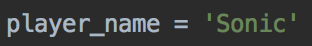 player_name = 'Sonic'